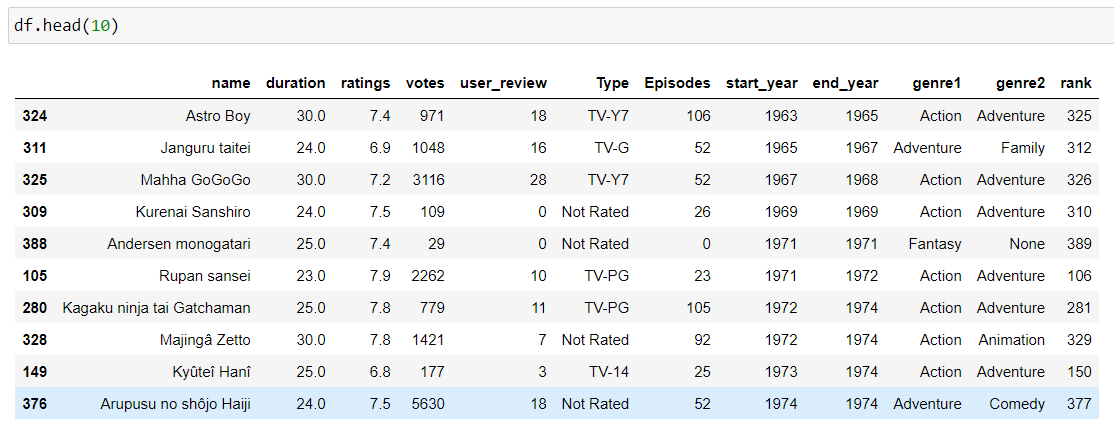 df.head(10)
name duration ratings votes user_review Type Episodes start_year end_year genre1 genre2 rank
324 Astro Boy 30.0 7.4 971 18 TV-Y7 106 1963 1965 Action Adventure 325
311 Janguru taitei 24.0 6.9 1048 16 TV-G 52 1965 1967 Adventure Family 312
325 Mahha GoGoGo 30.0 7.2 3116 28 TV-Y7 52 1967 1968 Action Adventure 326
309 Kurenai Sanshiro 24.0 7.5 109 0 Not Rated 26 1969 1969 Action Adventure 310
388 Andersen monogatari 25.0 7.4 29 0 Not Rated 0 1971 1971 Fantasy None 389
105 Rupan sansei 23.0 7.9 2262 10 TV-PG 23 1971 1972 Action Adventure 106
280 Kagaku ninja tai Gatchaman 25.0 7.8 779 11 TV-PG 105 1972 1974 Action Adventure 281
328 Majingâ Zetto 30.0 7.8 1421 7 Not Rated 92 1972 1974 Action Animation 329
149 Kyûteî Hanî 25.0 6.8 177 3 TV-14 25 1973 1974 Action Adventure 150
376 Arupusu no shôjo Haiji 24.0 7.5 5630 18 Not Rated 52 1974 1974 Adventure Comedy 377